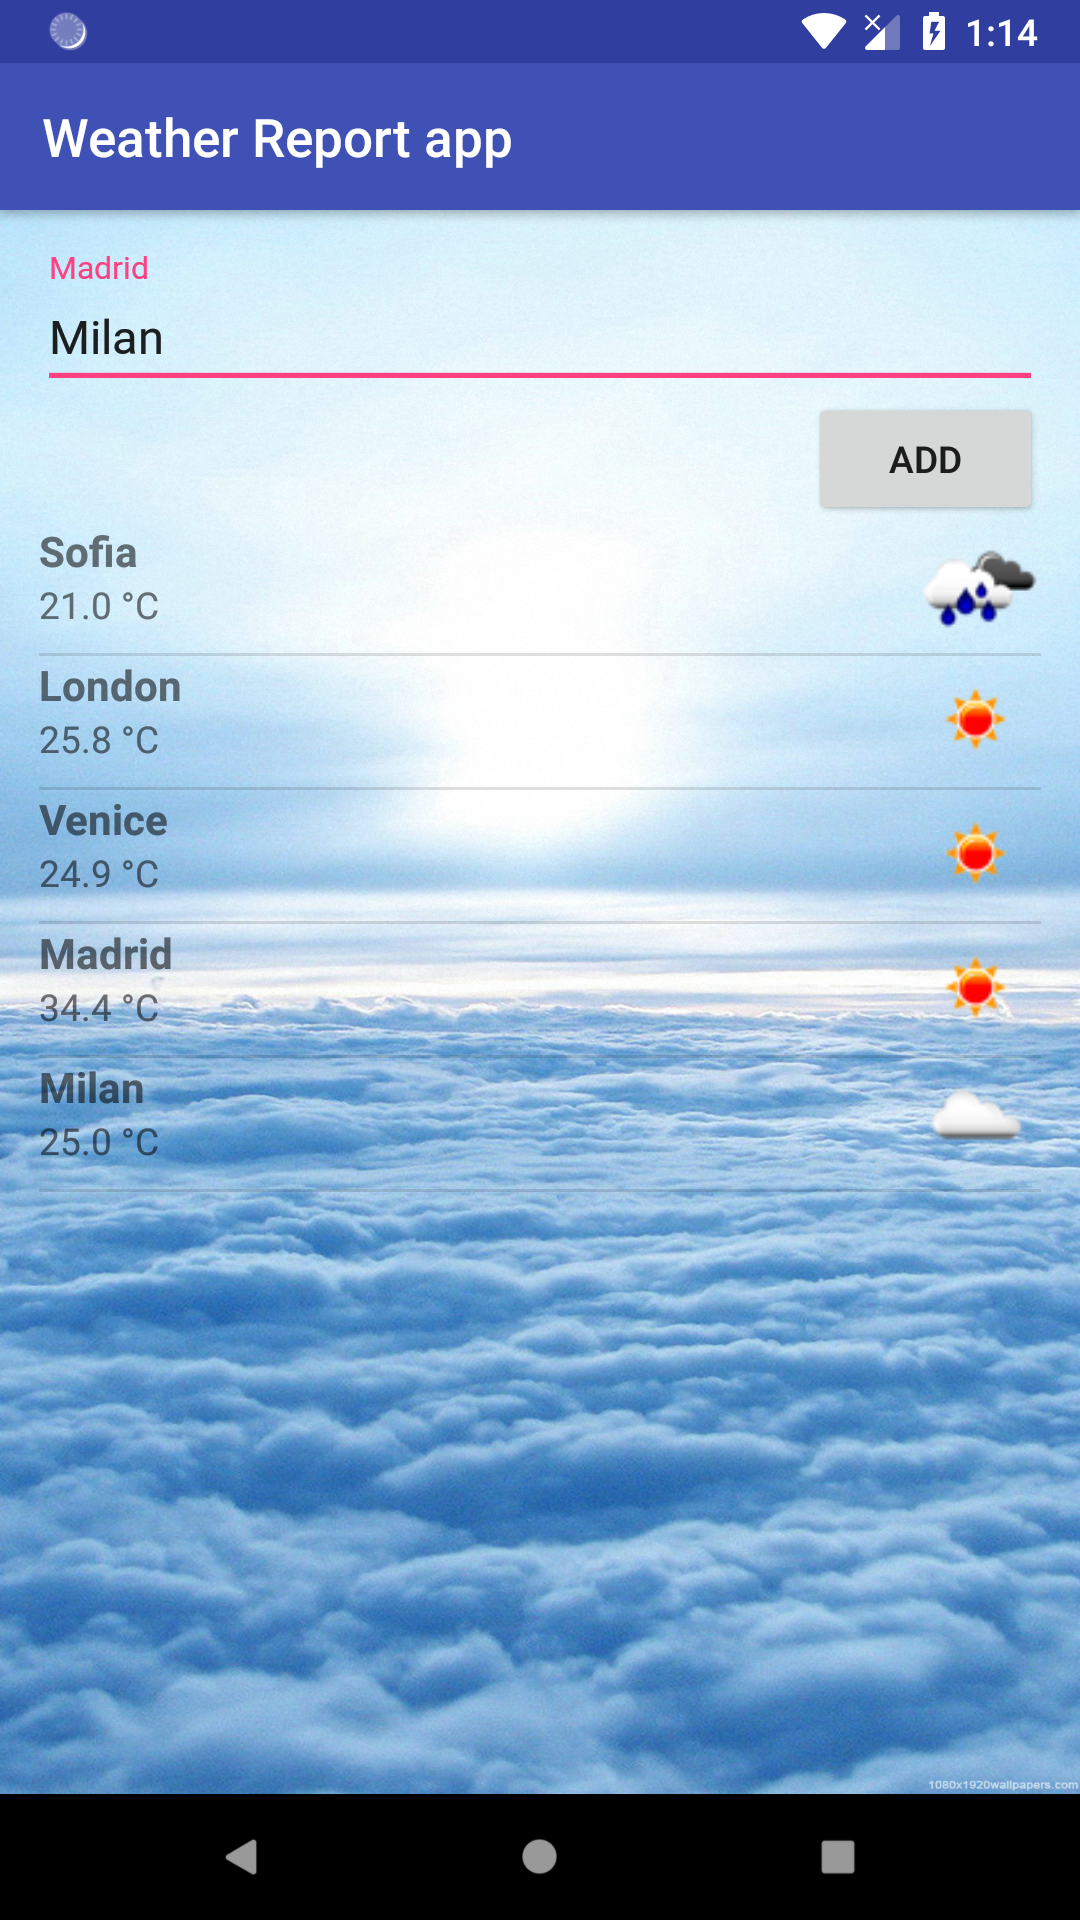 1:14
Weather Report app
Madrid
Milan
ADD
Sofia
21.0 °C
London
25.8 °C
Venice
24.9 °C
Madrid
34.4 °C
Milan
25.0 °C
1080x1920wallpapers.com